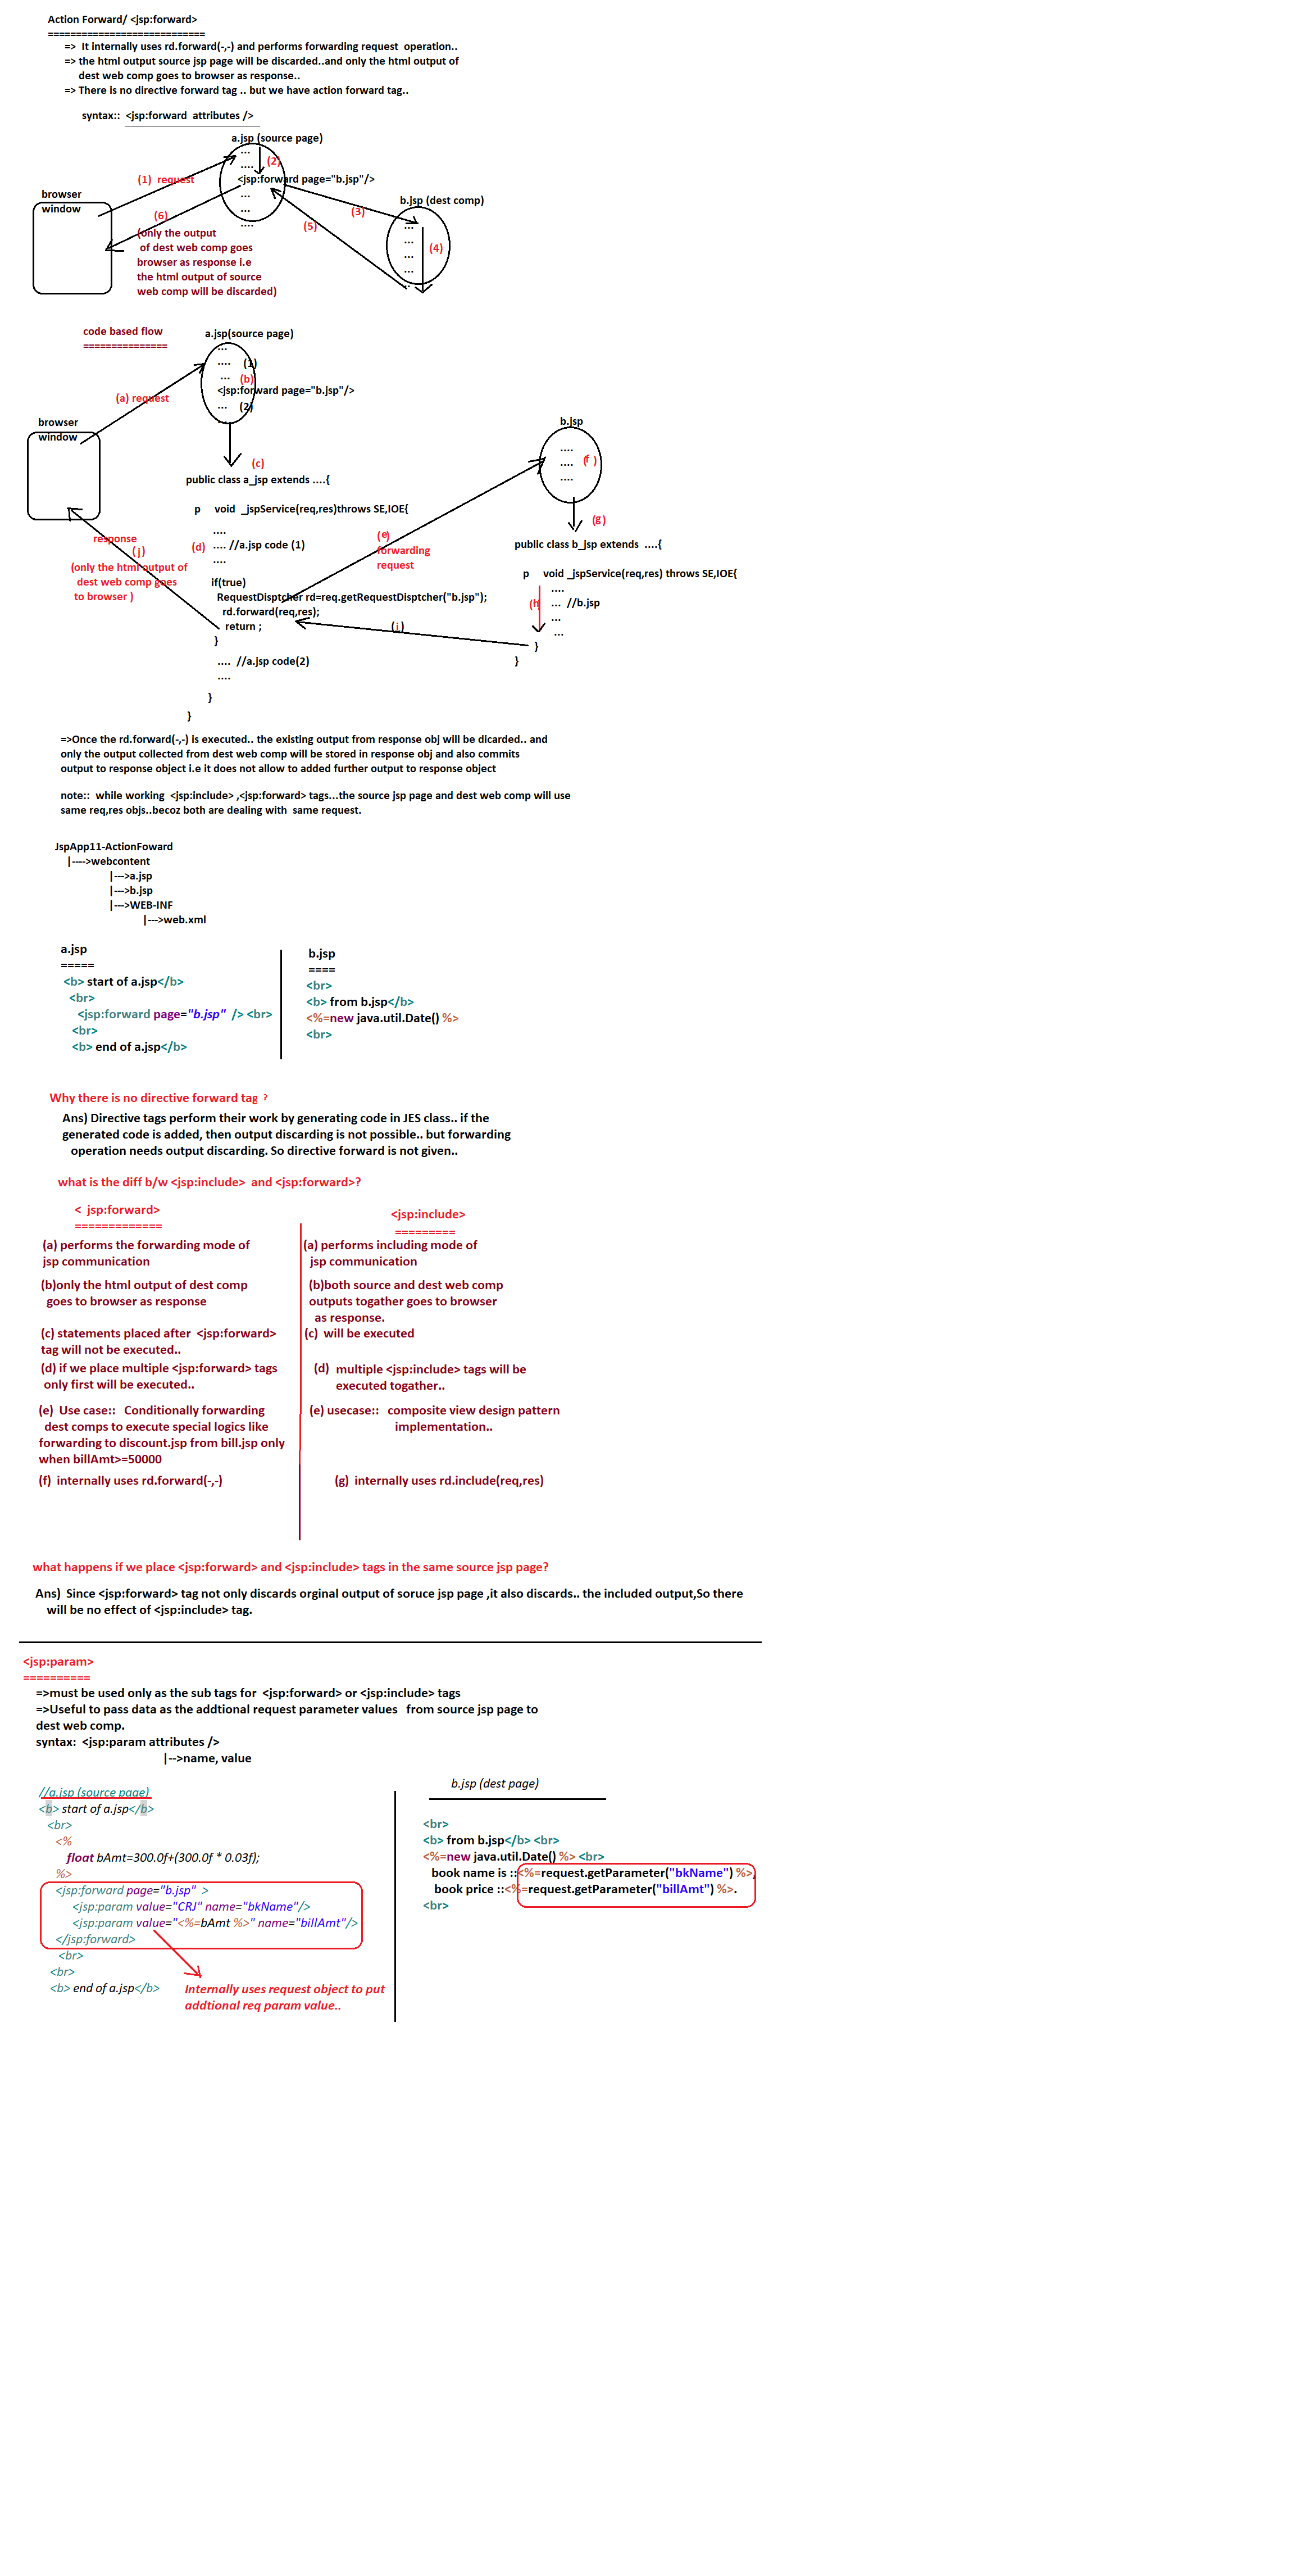 Action Forward/ <jsp:forward>
============================
=> It internally uses rd.forward(-,-) and performs forwarding request operation..
=> the html output source jsp page will be discarded..and only the html output of
dest web comp goes to browser as response..
=> There is no directive forward tag .. but we have action forward tag..
syntax:: <jsp:forward attributes />
a.jsp (source page)
...
....
(2)
<jsp:forward page="b.jsp"/>
...
...
....
(1) request
browser
window
(6)
(only the output
of dest web comp goes
browser as response i.e
the html output of source
web comp will be discarded)
(3)
(5)
b.jsp (dest comp)
...
...
...
...
..
(4)
code based flow
===============
a.jsp(source page)
...
.... (1)
... (b)
<jsp:forward page="b.jsp"/>
... (2)
...
(a) request
browser
window
(c)
public class a_jsp extends ....{
p void _jspService(req,res)throws SE,IOE{
....
(d) .... //a.jsp code (1)
....
if(true)
RequestDisptcher rd=req.getRequestDisptcher("b.jsp");
rd.forward(req,res);
return ;
}
.... //a.jsp code(2)
....
}
}
response
(j)
(only the html output of
dest web comp goes
to browser )
(e)
forwarding
request
b.jsp
....
.... (f )
....
(g)
public class b_jsp extends ....{
p void _jspService(req,res) throws SE,IOE{
....
(h ... //b.jsp
...
...
}
}
(i)
=>Once the rd.forward(-,-) is executed.. the existing output from response obj will be dicarded.. and
only the output collected from dest web comp will be stored in response obj and also commits
output to response object i.e it does not allow to added further output to response object
note:: while working <jsp:include> ,<jsp:forward> tags...the source jsp page and dest web comp will use
same req,res objs..becoz both are dealing with same request.
JspApp11-ActionFoward
|---->webcontent
|--->a.jsp
|--->b.jsp
|--->WEB-INF
|--->web.xml
a.jsp
=====
<b> start of a.jsp</b>
<br>
<jsp:forward page="b.jsp" /> <br>
<br>
<b> end of a.jsp</b>
b.jsp
====
<br>
<b> from b.jsp</b>
<%=new java.util.Date() %>
<br>
Why there is no directive forward tag ?
Ans) Directive tags perform their work by generating code in JES class.. if the
generated code is added, then output discarding is not possible.. but forwarding
operation needs output discarding. So directive forward is not given..
what is the diff b/w <jsp:include> and <jsp:forward>?
< jsp:forward>
=============
(a) performs the forwarding mode of
jsp communication
(b)only the html output of dest comp
goes to browser as response
(c) statements placed after <jsp:forward>
tag will not be executed..
(d) if we place multiple <jsp:forward> tags
only first will be executed..
(e) Use case:: Conditionally forwarding
dest comps to execute special logics like
forwarding to discount.jsp from bill.jsp only
when billAmt>=50000
(f) internally uses rd.forward(-,-)
<jsp:include>
=========
(a) performs including mode of
jsp communication
(b)both source and dest web comp
outputs togather goes to browser
as response.
(c) will be executed
(d) multiple <jsp:include> tags will be
executed togather..
(e) usecase:: composite view design pattern
implementation..
(g) internally uses rd.include(req,res)
what happens if we place <jsp:forward> and <jsp:include> tags in the same source jsp page?
Ans) Since <jsp:forward> tag not only discards orginal output of soruce jsp page ,it also discards.. the included output,So there
will be no effect of <jsp:include> tag.
<jsp:param>
==========
=>must be used only as the sub tags for <jsp:forward> or <jsp:include> tags
=>Useful to pass data as the addtional request parameter values from source jsp page to
dest web comp.
syntax: <jsp:param attributes />
|-->name, value
//a.jsp (source page)
<b> start of a.jsp</b>
<br>
<%
float bAmt=300.0f+(300.0f * 0.03f);
%>
<jsp:forward page="b.jsp" >
<jsp:param value="CRJ" name="bkName"/>
<jsp:param value="<%=bAmt %>" name="billAmt"/>
</jsp:forward>
<br>
<br>
<b> end of a.jsp</b>
Internally uses request object to put
addtional req param value..
b.jsp (dest page)
<br>
<b> from b.jsp</b> <br>
<%=new java.util.Date() %> <br>
book name is ::<%=request.getParameter("bkName") %>,
book price ::<%=request.getParameter("billAmt") %>.
<br>